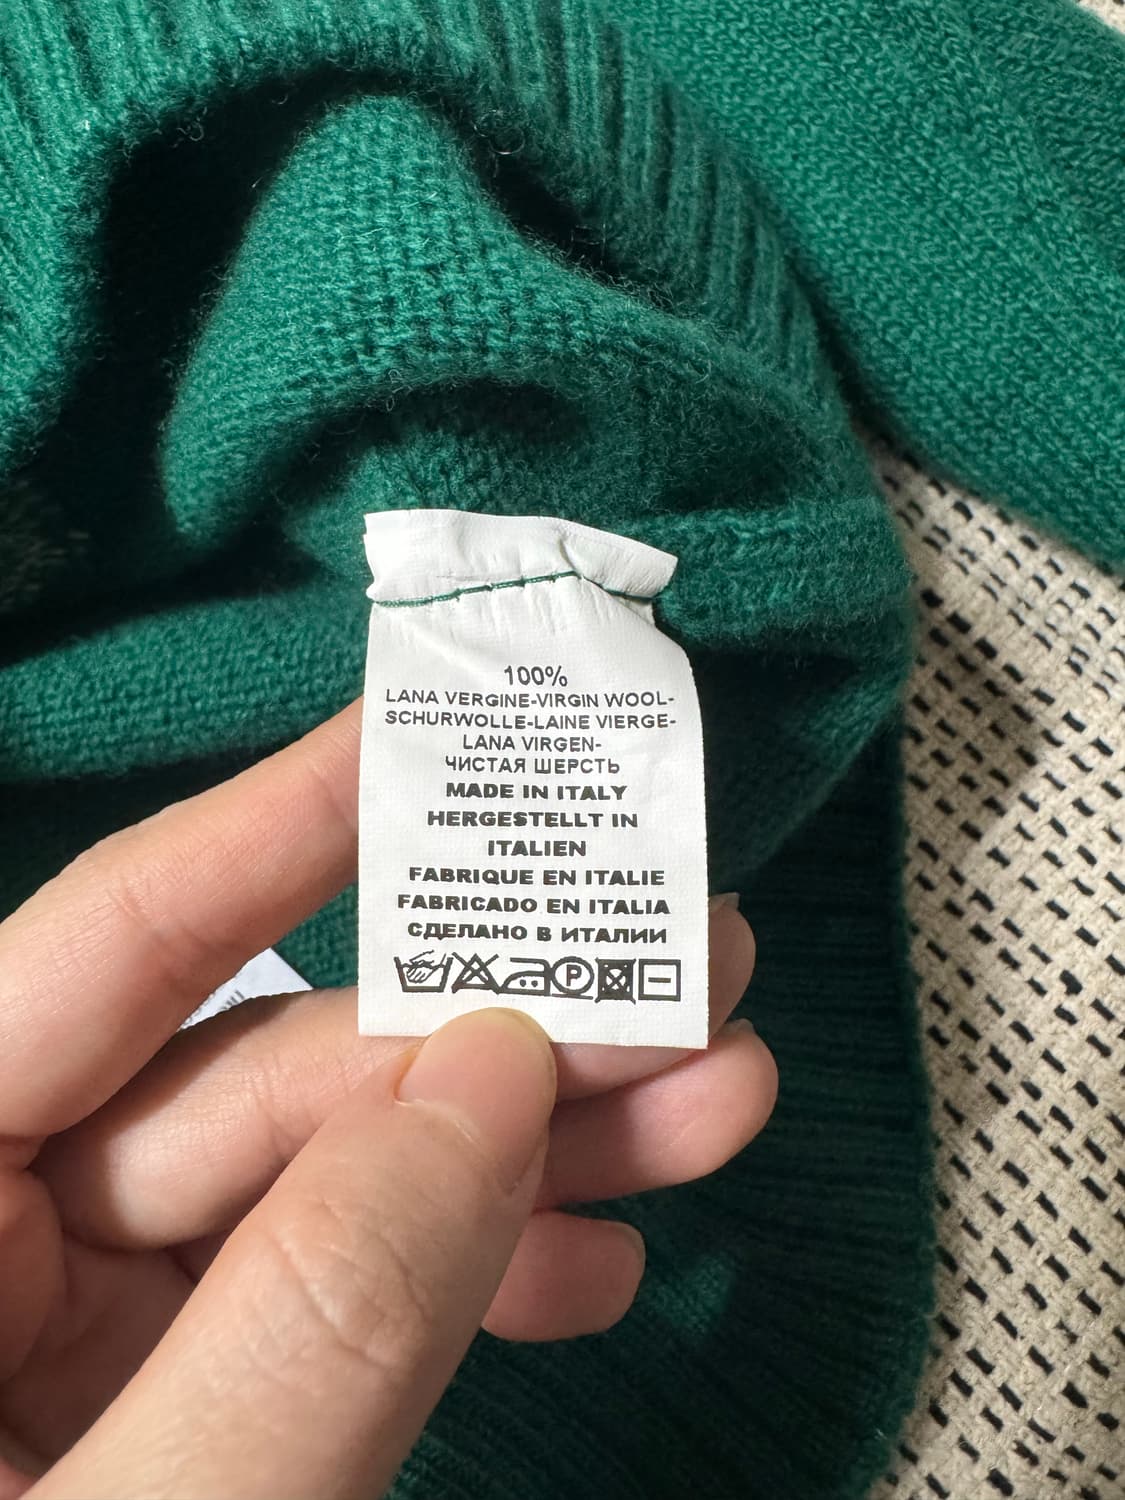 100%
LANA VERGINE-VIRGIN WOOL-
SCHURWOLLE-LAINE VIERGE-
LANA VIRGEN-
ЧИСТАЯ ШЕРСТЬ
MADE IN ITALY
HERGESTELLT IN
ITALIEN
FABRIQUE EN ITALIE
FABRICADO EN ITALIA
СДЕЛАНО В ИТАЛИИ
P